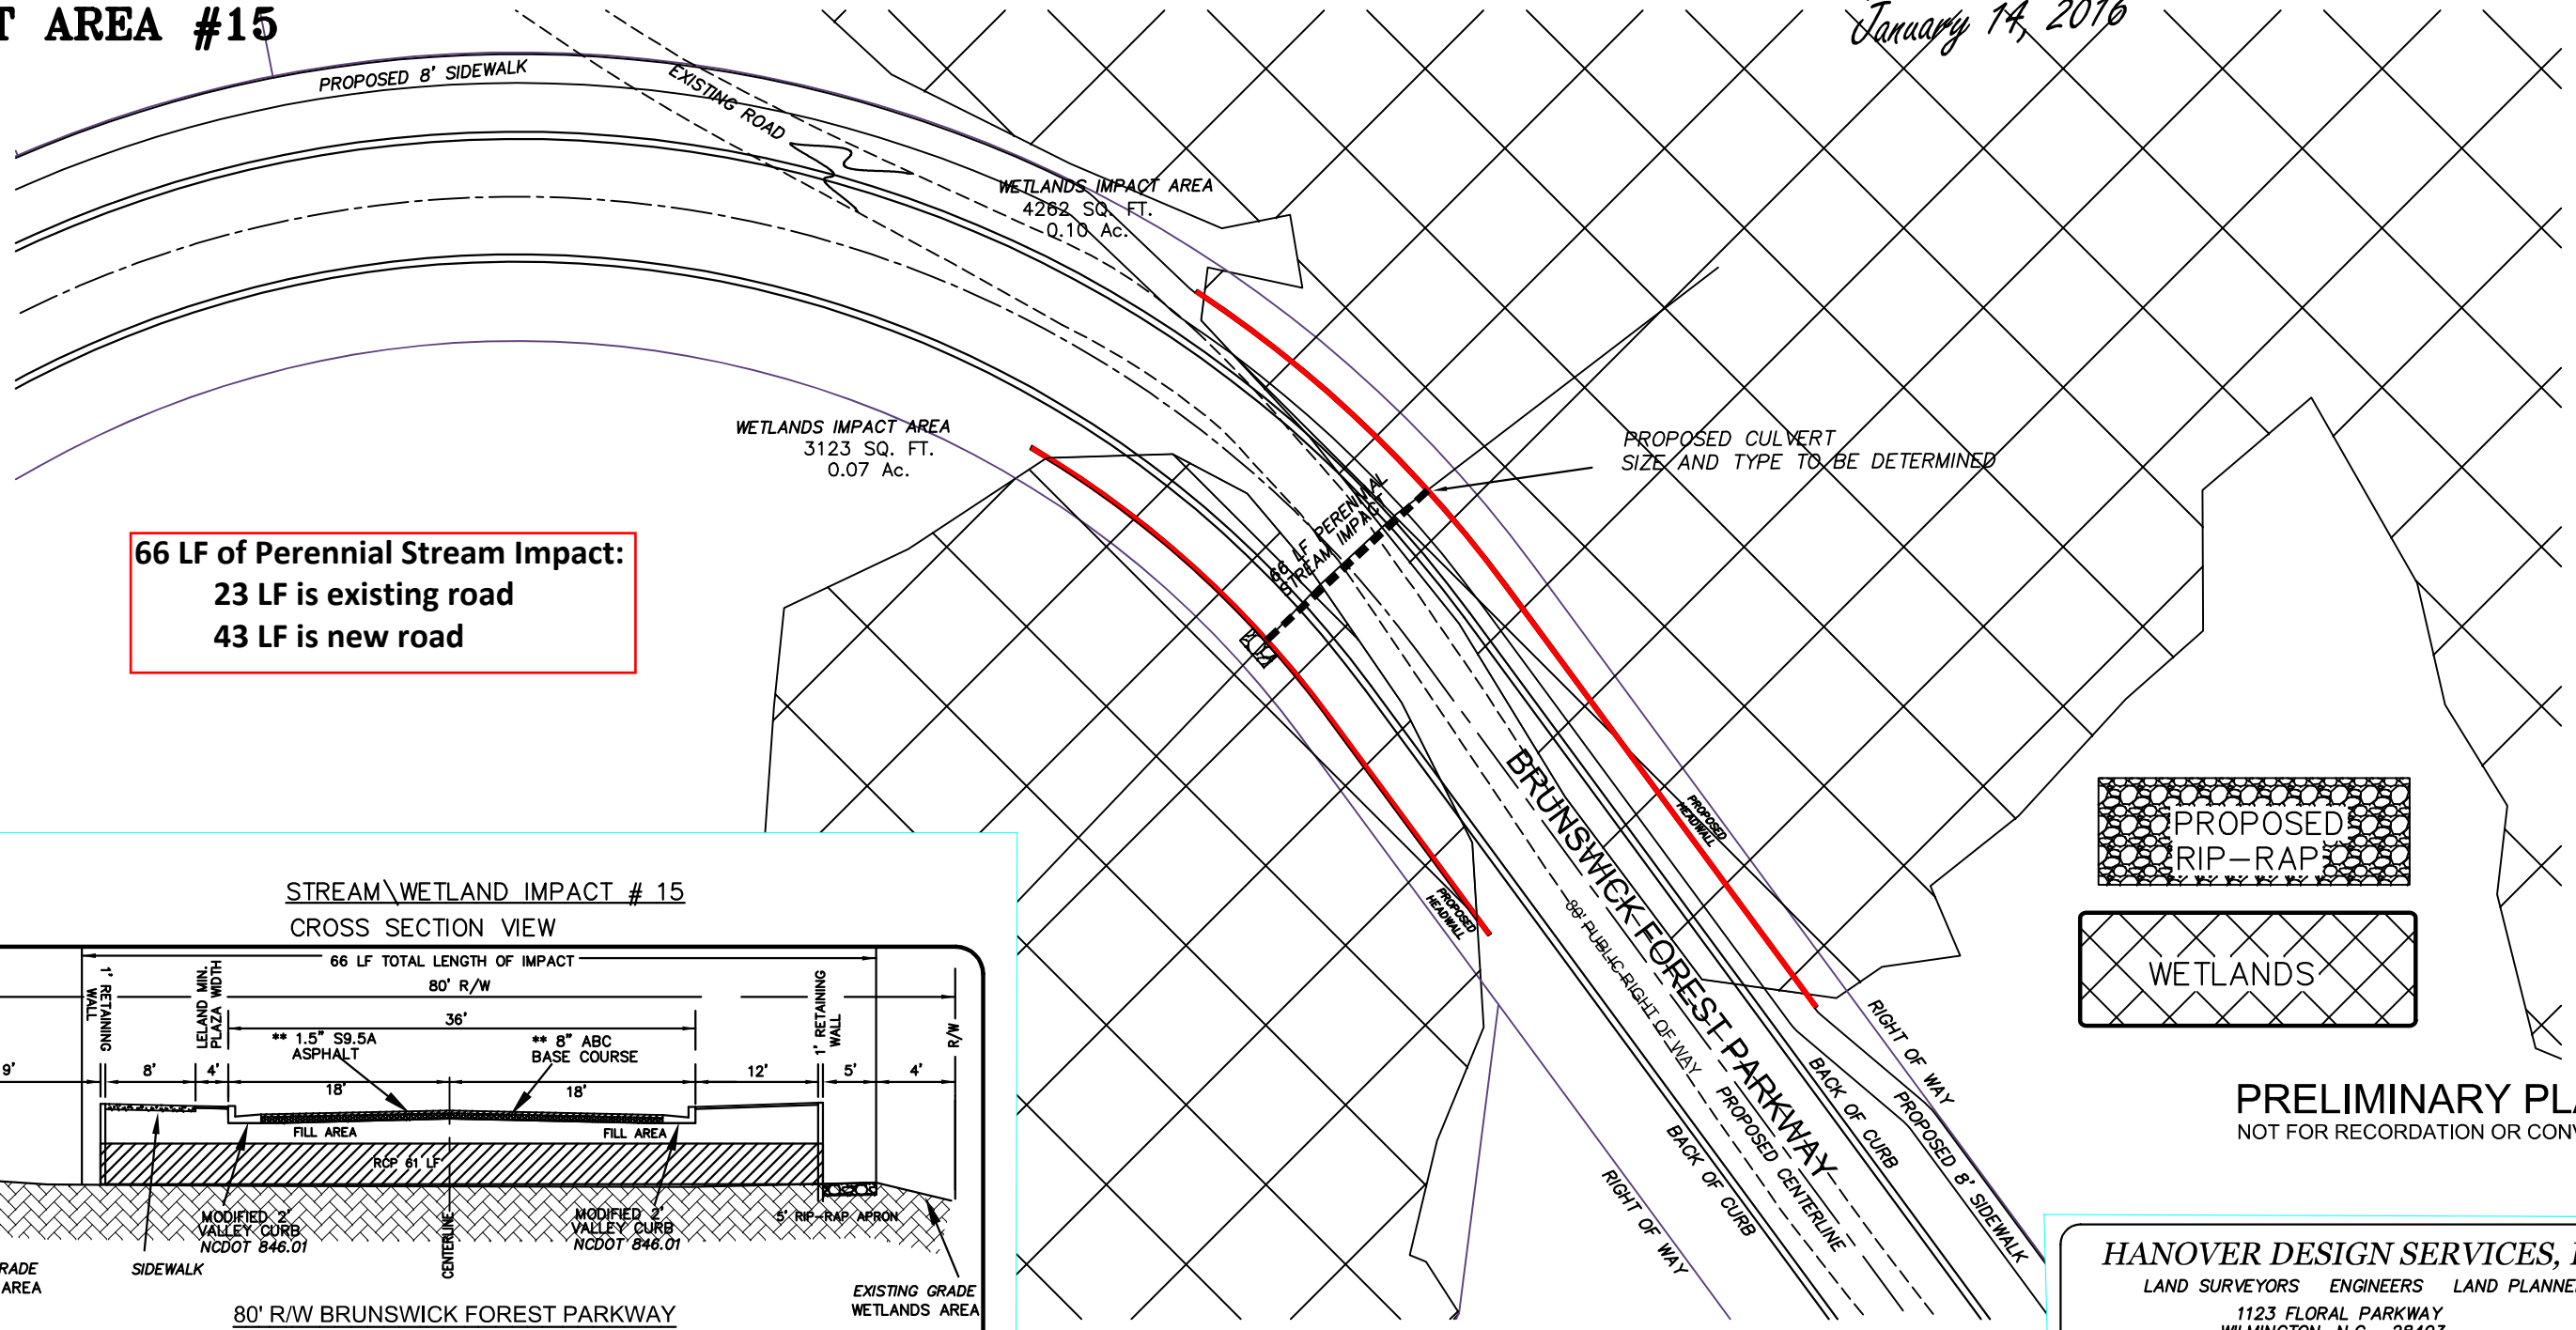 T AREA #15
January 14, 2016
PROPOSED 8' SIDEWALK
EXISTING ROAD
WETLANDS IMPACT AREA
4262 SQ. FT.
0.10 Ac.
WETLANDS IMPACT AREA
3123 SQ. FT.
0.07 Ac.
PROPOSED CULVERT
SIZE AND TYPE TO BE DETERMINED
66 LF PERENNIAL
STREAM IMPACT
66 LF of Perennial Stream Impact:
23 LF is existing road
43 LF is new road
PROPOSED
HEADWALL
PROPOSED
HEADWALL
BRUNSWICK FOREST PARKWAY
80' PUBLIC RIGHT OF WAY
PROPOSED CENTERLINE
BACK OF CURB
RIGHT OF WAY
BACK OF CURB
PROPOSED 8' SIDEWALK
RIGHT OF WAY
PROPOSED
RIP-RAP
WETLANDS
PRELIMINARY PLA
NOT FOR RECORDATION OR CONV
STREAM\WETLAND IMPACT # 15
CROSS SECTION VIEW
66 LF TOTAL LENGTH OF IMPACT
80' R/W
36'
1' RETAINING
WALL
LELAND MIN.
PLAZA WIDTH
1' RETAINING
WALL
R/W
** 1.5" S9.5A
ASPHALT
** 8" ABC
BASE COURSE
9'
8'
4'
18'
18'
12'
5'
4'
FILL AREA
FILL AREA
RCP 61 LF
MODIFIED 2'
VALLEY CURB
NCDOT 846.01
CENTERLINE
MODIFIED 2'
VALLEY CURB
NCDOT 846.01
5' RIP-RAP APRON
RADE
AREA
SIDEWALK
EXISTING GRADE
WETLANDS AREA
80' R/W BRUNSWICK FOREST PARKWAY
HANOVER DESIGN SERVICES,
LAND SURVEYORS ENGINEERS LAND PLANNE
1123 FLORAL PARKWAY
WILMINGTON, N.C. 28403